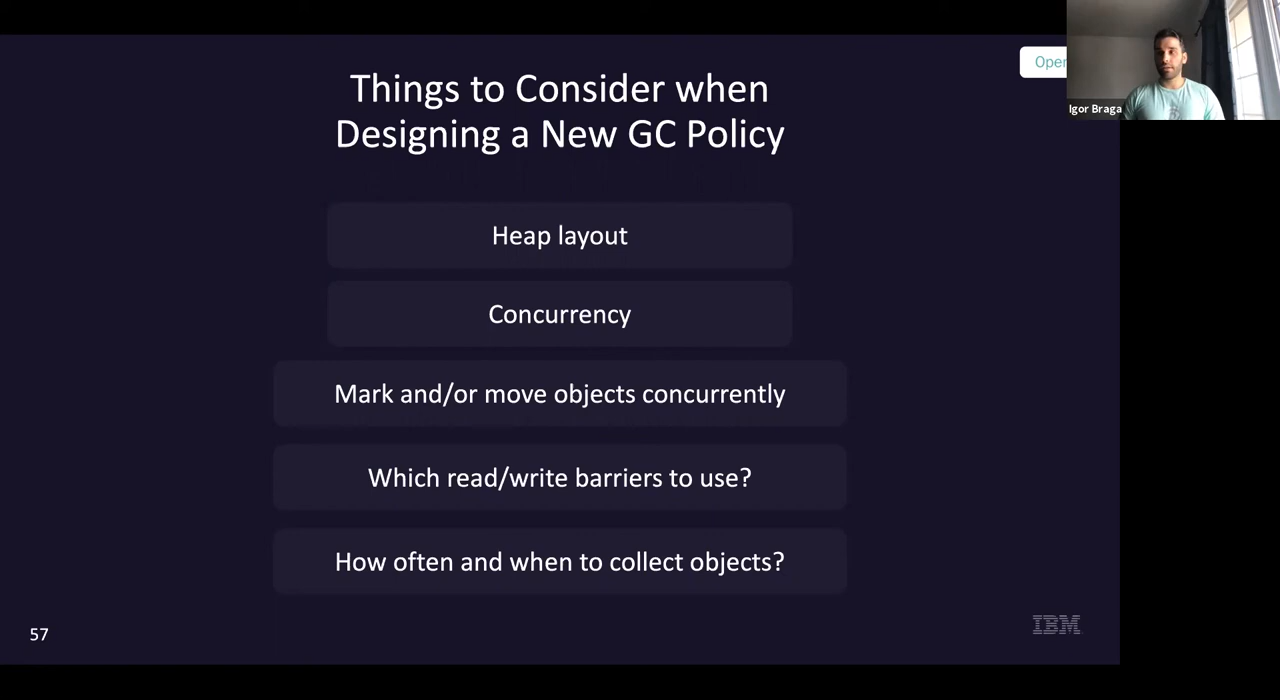 Things to Consider when
Designing a New GC Policy
Open
Igor Braga
Heap layout
Concurrency
Mark and/or move objects concurrently
Which read/write barriers to use?
How often and when to collect objects?
57
IBM